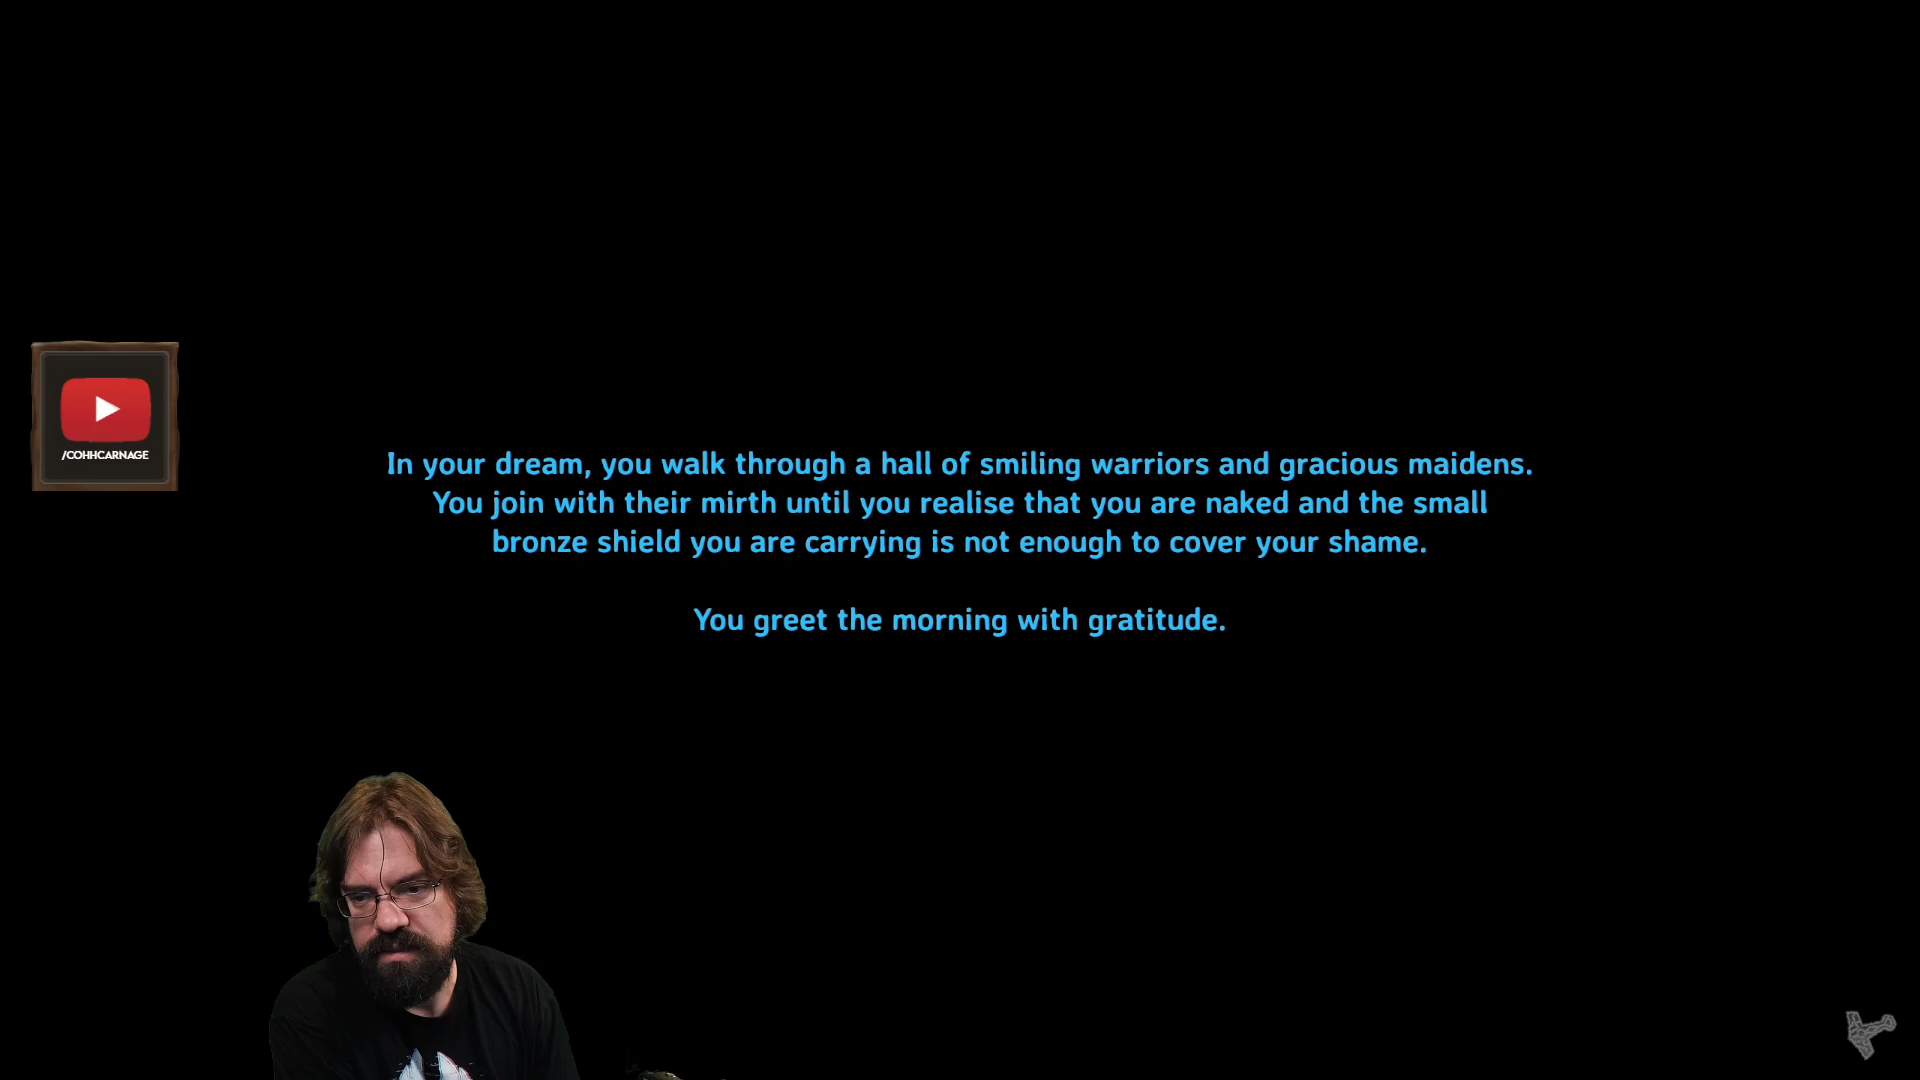 /COHHCARNAGE
In your dream, you walk through a hall of smiling warriors and gracious maidens.
You join with their mirth until you realise that you are naked and the small
bronze shield you are carrying is not enough to cover your shame.
You greet the morning with gratitude.